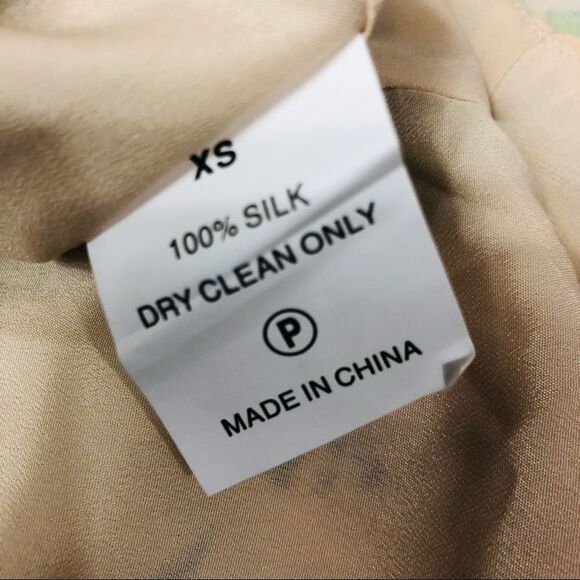 XS
100% SILK
DRY CLEAN ONLY
P
MADE IN CHINA